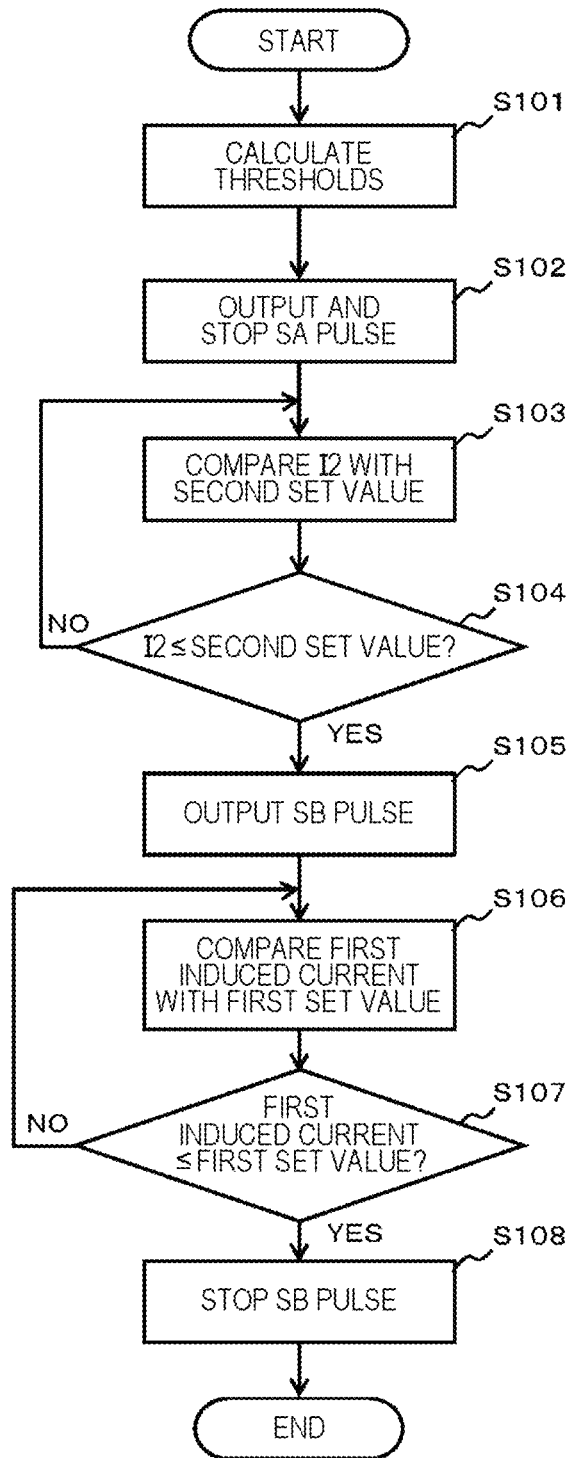 START
S101
CALCULATE
THRESHOLDS
S102
OUTPUT AND
STOP SA PULSE
S103
COMPARE I2 WITH
SECOND SET VALUE
S104
NO
I2 ≤ SECOND SET VALUE?
YES
S105
OUTPUT SB PULSE
S106
COMPARE FIRST
INDUCED CURRENT
WITH FIRST SET VALUE
S107
NO
FIRST
INDUCED CURRENT
≤ FIRST SET VALUE?
YES
S108
STOP SB PULSE
END